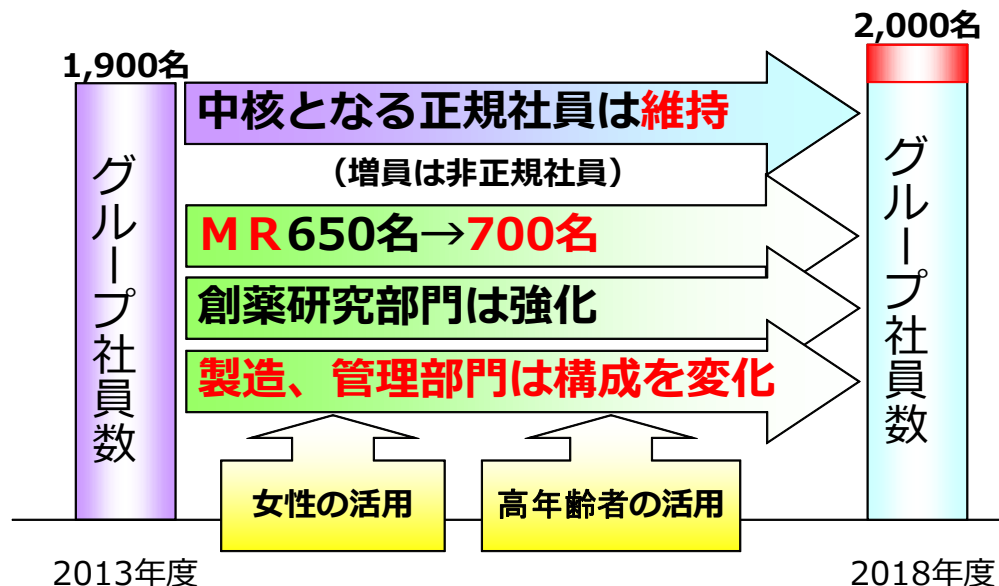 2,000名
1,900名
中核となる正規社員は維持
（増員は非正規社員）
ＭＲ650名→700名
創薬研究部門は強化
製造、管理部門は構成を変化
グループ社員数
グループ社員数
女性の活用
高年齢者の活用
2013年度
2018年度